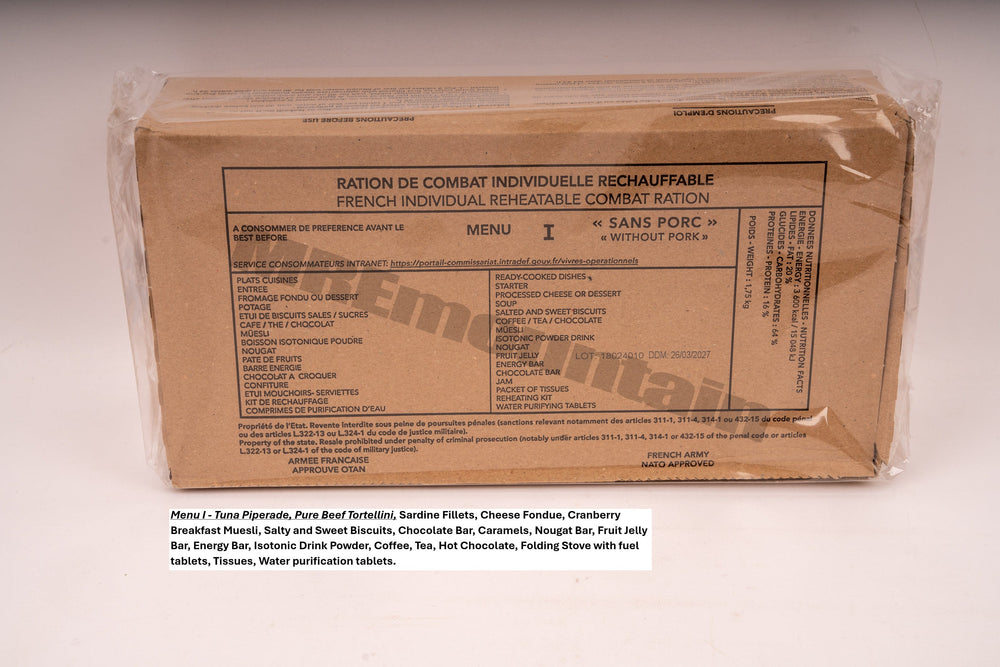 PRECAUTIONS BEFORE USE
PRECAUTIONS D'EMPLOI
RATION DE COMBAT INDIVIDUELLE RECHAUFFABLE
FRENCH INDIVIDUAL REHEATABLE COMBAT RATION
A CONSOMMER DE PREFERENCE AVANT LE
BEST BEFORE
MENU I
« SANS PORC »
« WITHOUT PORK »
SERVICE CONSOMMATEURS INTRANET: https://portail-commissariat.intradef.gouv.fr/vivres-operationnels
PLATS CUISINES
ENTREE
FROMAGE FONDU OU DESSERT
POTAGE
ETUI DE BISCUITS SALES / SUCRES
CAFE / THE / CHOCOLAT
MÜESLI
BOISSON ISOTONIQUE POUDRE
NOUGAT
PATE DE FRUITS
BARRE ENERGIE
CHOCOLAT A CROQUER
CONFITURE
ETUI MOUCHOIRS- SERVIETTES
KIT DE RECHAUFFAGE
COMPRIMES DE PURIFICATION D'EAU
READY-COOKED DISHES
STARTER
PROCESSED CHEESE OR DESSERT
SOUP
SALTED AND SWEET BISCUITS
COFFEE / TEA / CHOCOLATE
MÜESLI
ISOTONIC POWDER DRINK
NOUGAT
FRUIT JELLY
ENERGY BAR
CHOCOLATE BAR
JAM
PACKET OF TISSUES
REHEATING KIT
WATER PURIFYING TABLETS
LOT: 18024010 DDM: 26/03/2027
DONNEES NUTRITIONNELLES - NUTRITION FACTS
ENERGIE - ENERGY : 3 600 kcal / 15 048 kJ
LIPIDES - FAT : 20 %
GLUCIDES - CARBOHYDRATES : 64 %
PROTEINES - PROTEIN : 16 %
POIDS - WEIGHT : 1,75 kg
MREmountain
Propriété de l'Etat. Revente interdite sous peine de poursuites pénales (sanctions relevant notamment des articles 311-1, 311-4, 314-1 ou 432-15 du code pénal
ou des articles L.322-13 ou L.324-1 du code de justice militaire).
Property of the state. Resale prohibited under penalty of criminal prosecution (notably under articles 311-1, 311-4, 314-1 or 432-15 of the penal code or articles
L.322-13 or L.324-1 of the code of military justice).
ARMEE FRANCAISE
APPROUVE OTAN
FRENCH ARMY
NATO APPROVED
Menu I - Tuna Piperade, Pure Beef Tortellini, Sardine Fillets, Cheese Fondue, Cranberry
Breakfast Muesli, Salty and Sweet Biscuits, Chocolate Bar, Caramels, Nougat Bar, Fruit Jelly
Bar, Energy Bar, Isotonic Drink Powder, Coffee, Tea, Hot Chocolate, Folding Stove with fuel
tablets, Tissues, Water purification tablets.